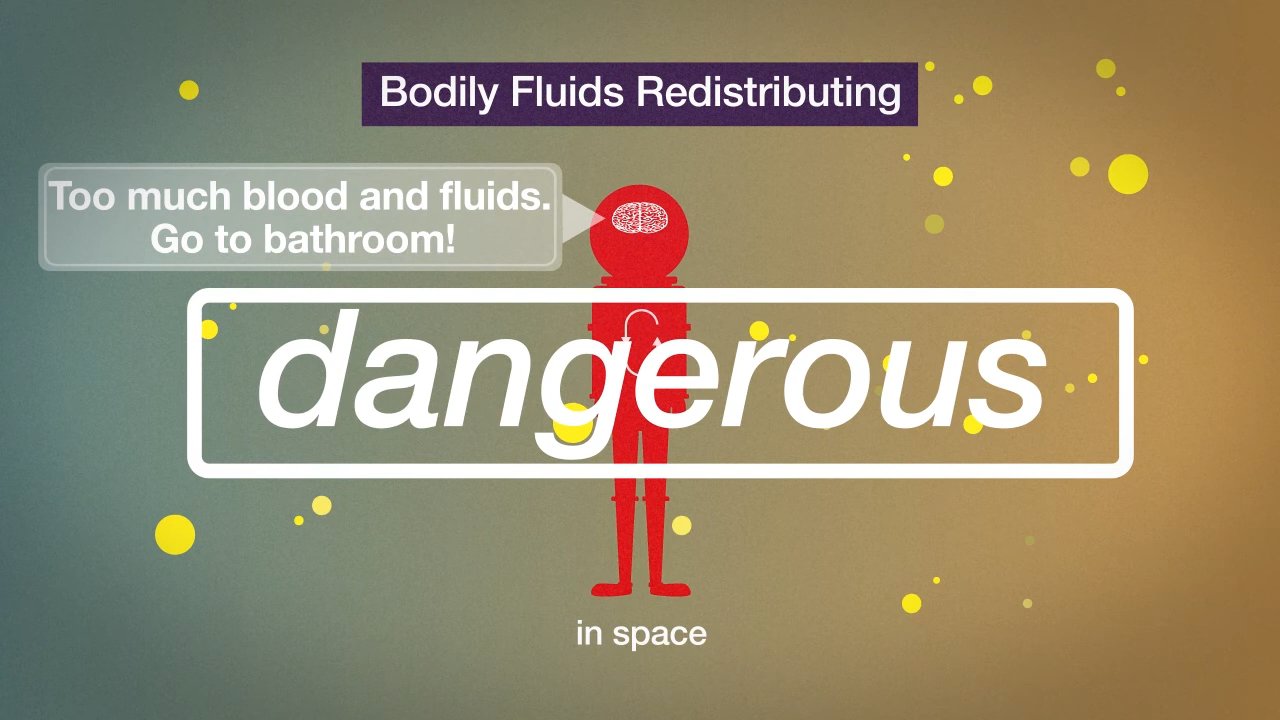 Bodily Fluids Redistributing
Too much blood and fluids.
Go to bathroom!
dangerous
in space